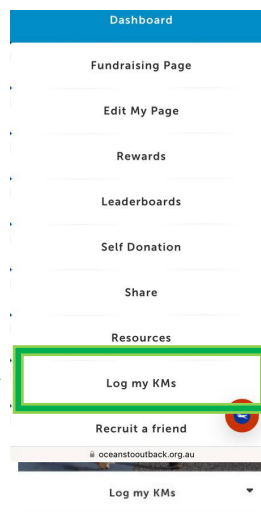 Dashboard
Fundraising Page
Edit My Page
Rewards
Leaderboards
Self Donation
Share
Resources
Log my KMs
Recruit a friend
oceanstooutback.org.au
Log my KMs